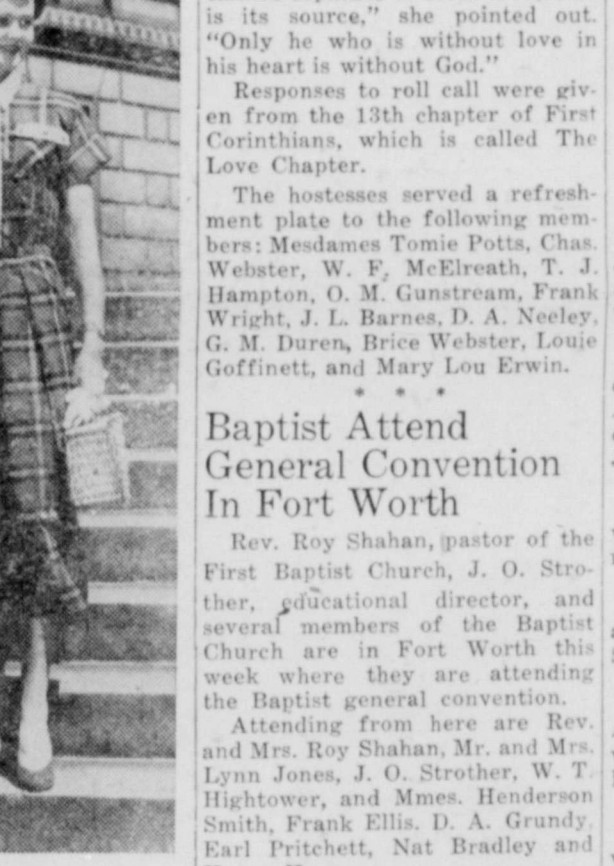 is its source," she pointed out.
"Only he who is without love in
his heart is without God."
Responses to roll call were giv-
en from the 13th chapter of First
Corinthians, which is called The
Love Chapter.
The hostesses served a refresh-
ment plate to the following mem-
bers: Mesdames Tomie Potts, Chas.
Webster, W. F. McElreath, T. J.
Hampton, O. M. Gunstream, Frank
Wright, J. L. Barnes, D. A. Neeley,
G. M. Duren, Brice Webster, Louie
Goffinett, and Mary Lou Erwin.
* * *
Baptist Attend
General Convention
In Fort Worth
Rev. Roy Shahan, pastor of the
First Baptist Church, J. O. Stro-
ther, educational director, and
several members of the Baptist
Church are in Fort Worth this
week where they are attending
the Baptist general convention.
Attending from here are Rev.
and Mrs. Roy Shahan, Mr. and Mrs.
Lynn Jones, J. O. Strother, W. T.
Hightower, and Mmes. Henderson
Smith, Frank Ellis. D. A. Grundy,
Earl Pritchett, Nat Bradley and